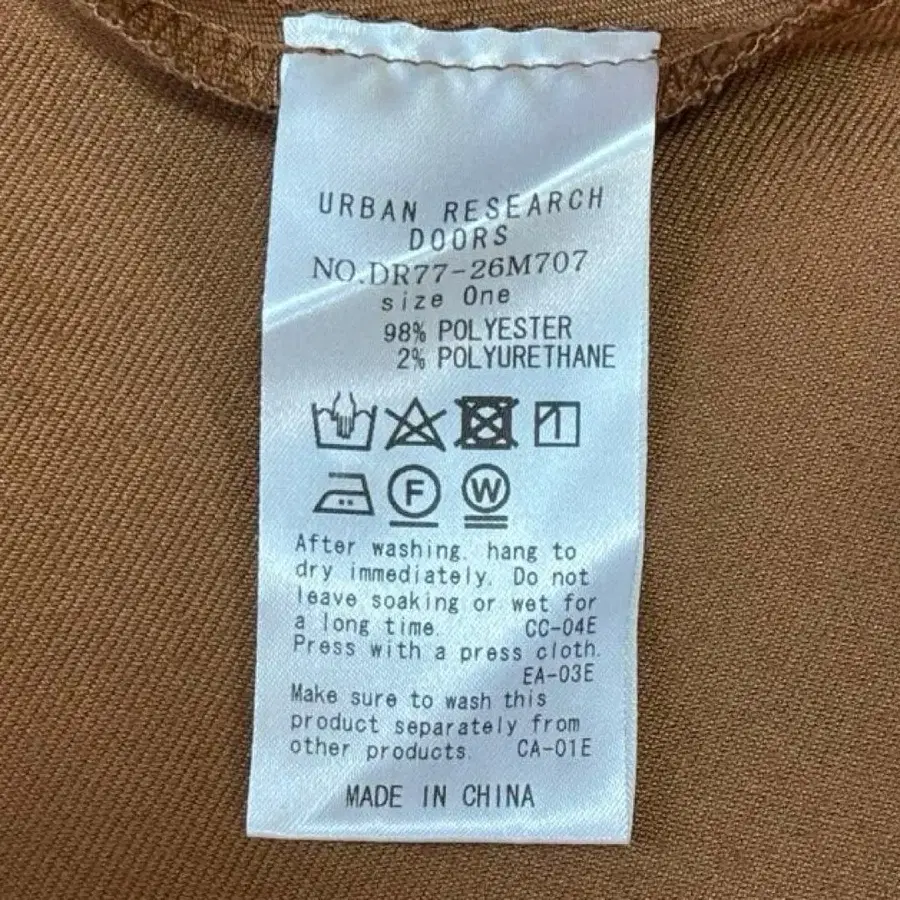 URBAN RESEARCH
DOORS
NO.DR77-26M707
size One
98% POLYESTER
2% POLYURETHANE
F W
After washing, hang to
dry immediately. Do not
leave soaking or wet for
a long time. CC-04E
Press with a press cloth.
EA-03E
Make sure to wash this
product separately from
other products. CA-01E
MADE IN CHINA